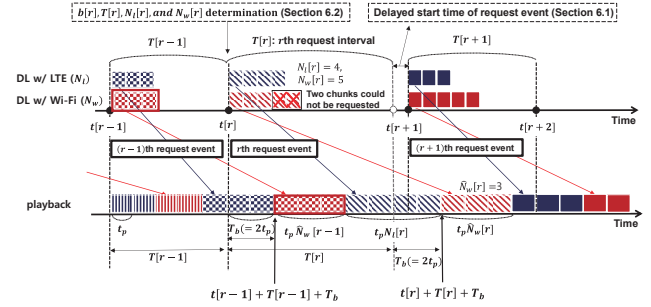 b[r], T[r], N_l[r], and N_w[r] determination (Section 6.2)
Delayed start time of request event (Section 6.1)
T[r − 1]
T[r]: rth request interval
T[r + 1]
DL w/ LTE (N_l)
N_l[r] = 4,
N_w[r] = 5
DL w/ Wi-Fi (N_w)
Two chunks could
not be requested
t[r − 1]
t[r]
t[r + 1]
t[r + 2]
Time
(r − 1)th request event
rth request event
(r + 1)th request event
N̂_w[r] = 3
playback
Time
t_p
T_b(= 2t_p)
t_p N̂_w[r − 1]
t_p N_l[r]
t_p N̂_w[r]
T[r − 1]
T[r]
T_b(= 2t_p)
t[r − 1] + T[r − 1] + T_b
t[r] + T[r] + T_b